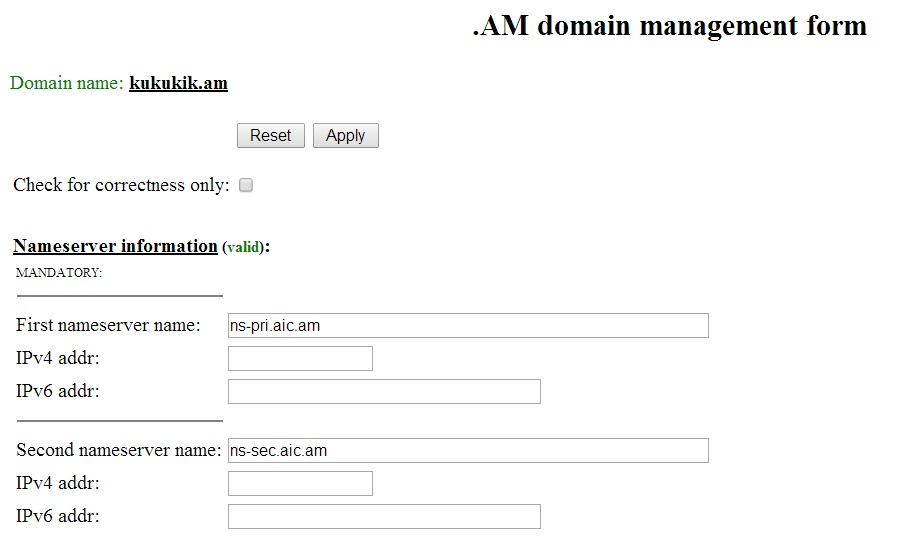 .AM domain management form
Domain name: kukukik.am
Reset Apply
Check for correctness only:
Nameserver information (valid):
MANDATORY:
First nameserver name: ns-pri.aic.am
IPv4 addr:
IPv6 addr:
Second nameserver name: ns-sec.aic.am
IPv4 addr:
IPv6 addr: